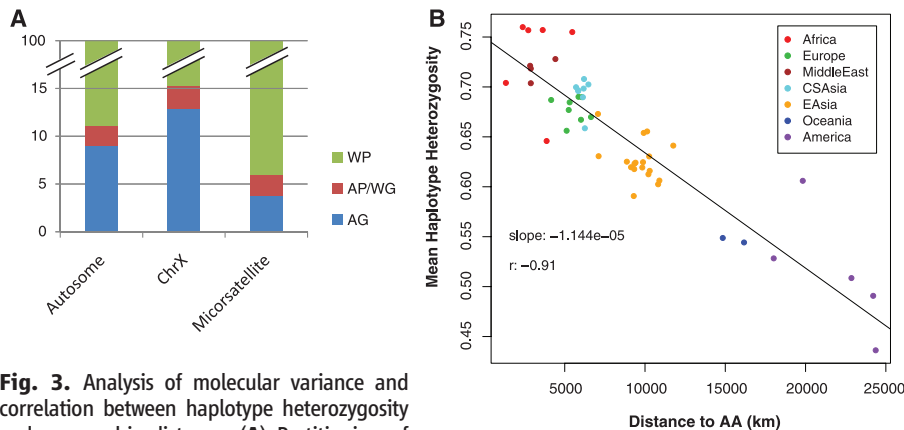 A
100
15
10
5
0
WP
AP/WG
AG
Autosome
ChrX
Micorsatellite
B
Mean Haplotype Heterozygosity
0.75
0.70
0.65
0.60
0.55
0.50
0.45
Africa
Europe
MiddleEast
CSAsia
EAsia
Oceania
America
slope: −1.144e−05
r: −0.91
5000 10000 15000 20000 25000
Distance to AA (km)
Fig. 3. Analysis of molecular variance and
correlation between haplotype heterozygosity